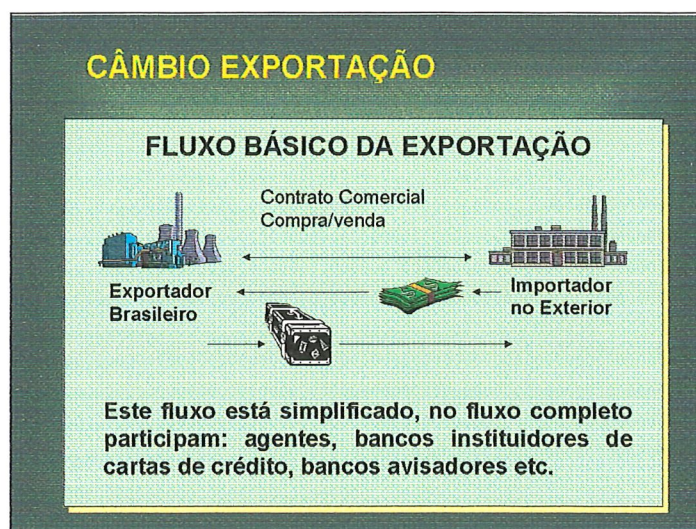 CÂMBIO EXPORTAÇÃO
FLUXO BÁSICO DA EXPORTAÇÃO
Contrato Comercial
Compra/venda
Exportador
Brasileiro
Importador
no Exterior
Este fluxo está simplificado, no fluxo completo
participam: agentes, bancos instituidores de
cartas de crédito, bancos avisadores etc.